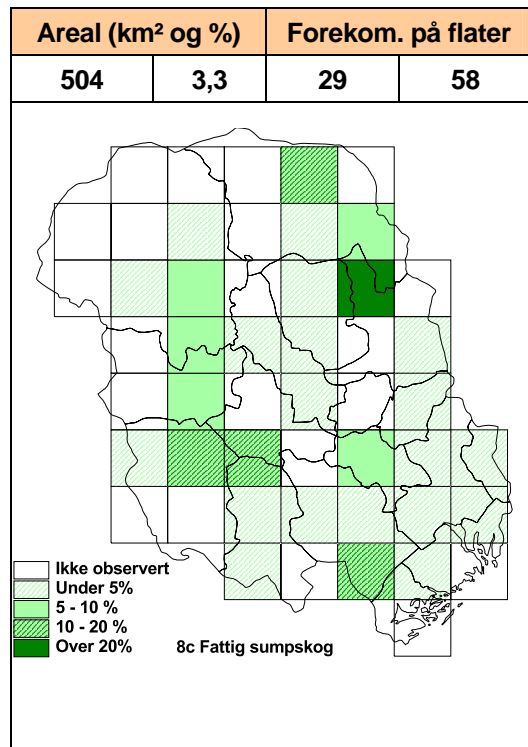 Areal (km² og %) Forekom. på flater
504 3,3 29 58
Ikke observert
Under 5%
5 - 10 %
10 - 20 %
Over 20%
8c Fattig sumpskog